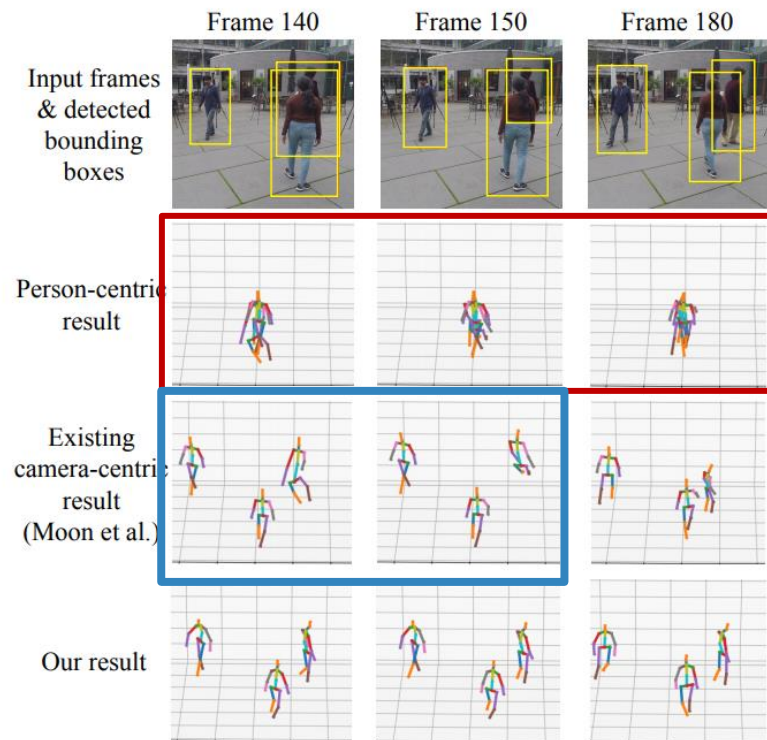 Frame 140
Frame 150
Frame 180
Input frames
& detected
bounding
boxes
Person-centric
result
Existing
camera-centric
result
(Moon et al.)
Our result